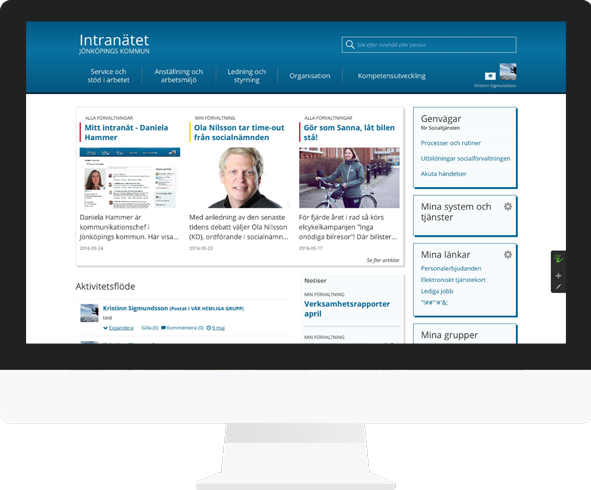 Intranätet
JÖNKÖPINGS KOMMUN
Sök efter innehåll eller person
Service och
stöd i arbetet
Anställning och
arbetsmiljö
Ledning och
styrning
Organisation
Kompetensutveckling
Kristinn Sigmundsson
ALLA FÖRVALTNINGAR
Mitt intranät - Daniela
Hammer
Daniela Hammer är
kommunikationschef i
Jönköpings kommun. Här visa...
2016-05-24
MIN FÖRVALTNING
Ola Nilsson tar time-out
från socialnämnden
Med anledning av den senaste
tidens debatt väljer Ola Nilsson
(KD), ordförande i socialnämn...
2016-05-23
ALLA FÖRVALTNINGAR
Gör som Sanna, låt bilen
stå!
För fjärde året i rad så körs
elcykelkampanjen "Inga
onödiga bilresor"! Där bilister...
2016-05-17
Se fler artiklar
Genvägar
för Socialtjänsten
Processer och rutiner
Utbildningar socialförvaltningen
Akuta händelser
Mina system och
tjänster
Mina länkar
Personalerbjudanden
Elektroniskt tjänstekort
Lediga jobb
"!##"'#'&;
Mina grupper
Aktivitetsflöde
Kristinn Sigmundsson (Postat i VÅR HEMLIGA GRUPP)
test
Expandera Gilla (0) Kommentera (0) 9 maj
Notiser
MIN FÖRVALTNING
Verksamhetsrapporter
april
MIN FÖRVALTNING